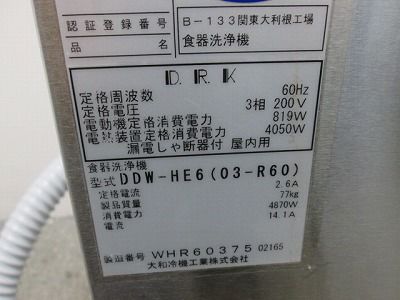 認証登録番号 B-133関東大利根工場
品名 食器洗浄機
D.R.K
定格周波数 60Hz
定格電圧 3相 200V
電動機定格消費電力 819W
電熱装置定格消費電力 4050W
漏電しゃ断器付 屋内用
食器洗浄機
型式 DDW-HE6(03-R60)
定格電流 2.6A
製品質量 77kg
消費電力 4870W
電流 14.1A
製造番号 WHR60375 02165
大和冷機工業株式会社